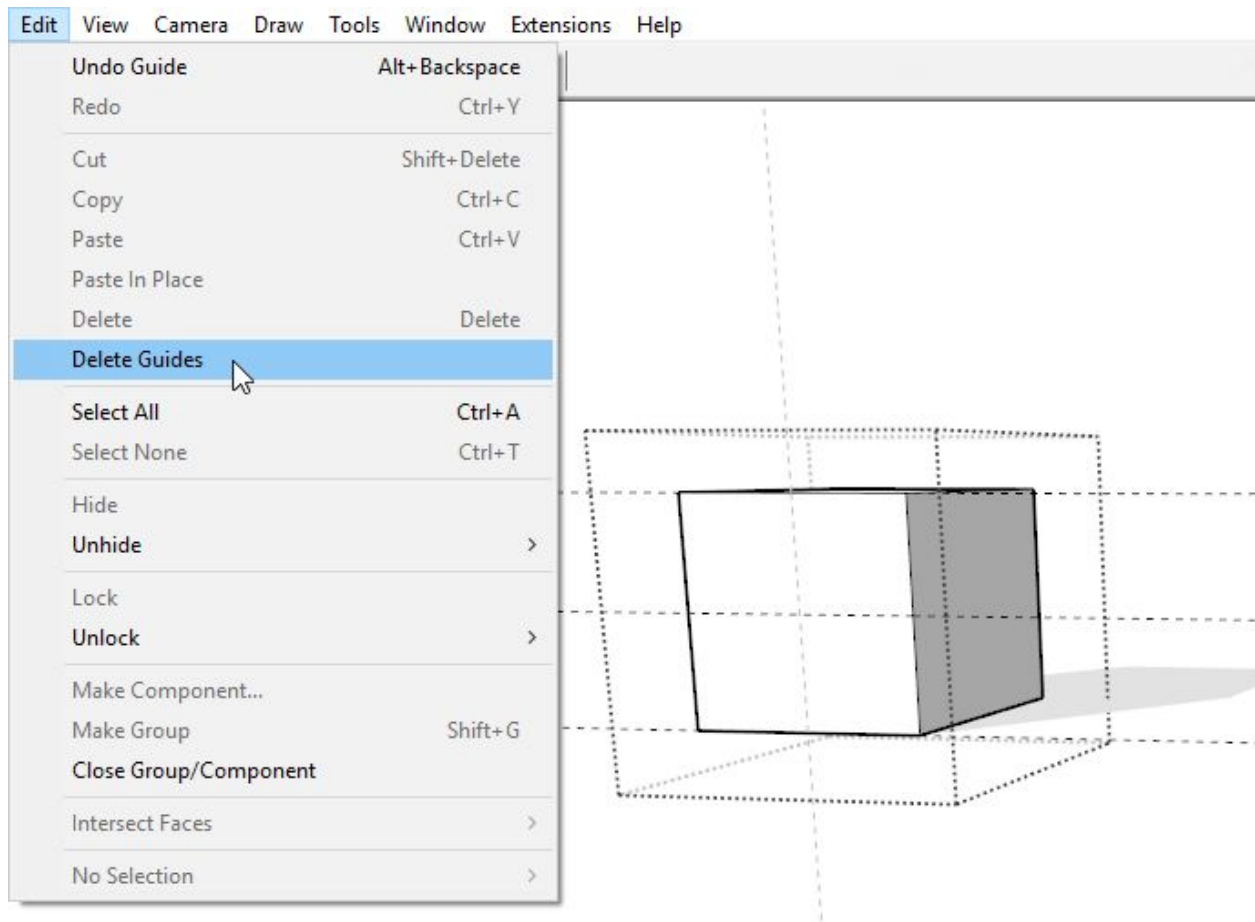 Edit View Camera Draw Tools Window Extensions Help
Undo Guide Alt+Backspace
Redo Ctrl+Y
Cut Shift+Delete
Copy Ctrl+C
Paste Ctrl+V
Paste In Place
Delete Delete
Delete Guides
Select All Ctrl+A
Select None Ctrl+T
Hide
Unhide
Lock
Unlock
Make Component...
Make Group Shift+G
Close Group/Component
Intersect Faces
No Selection